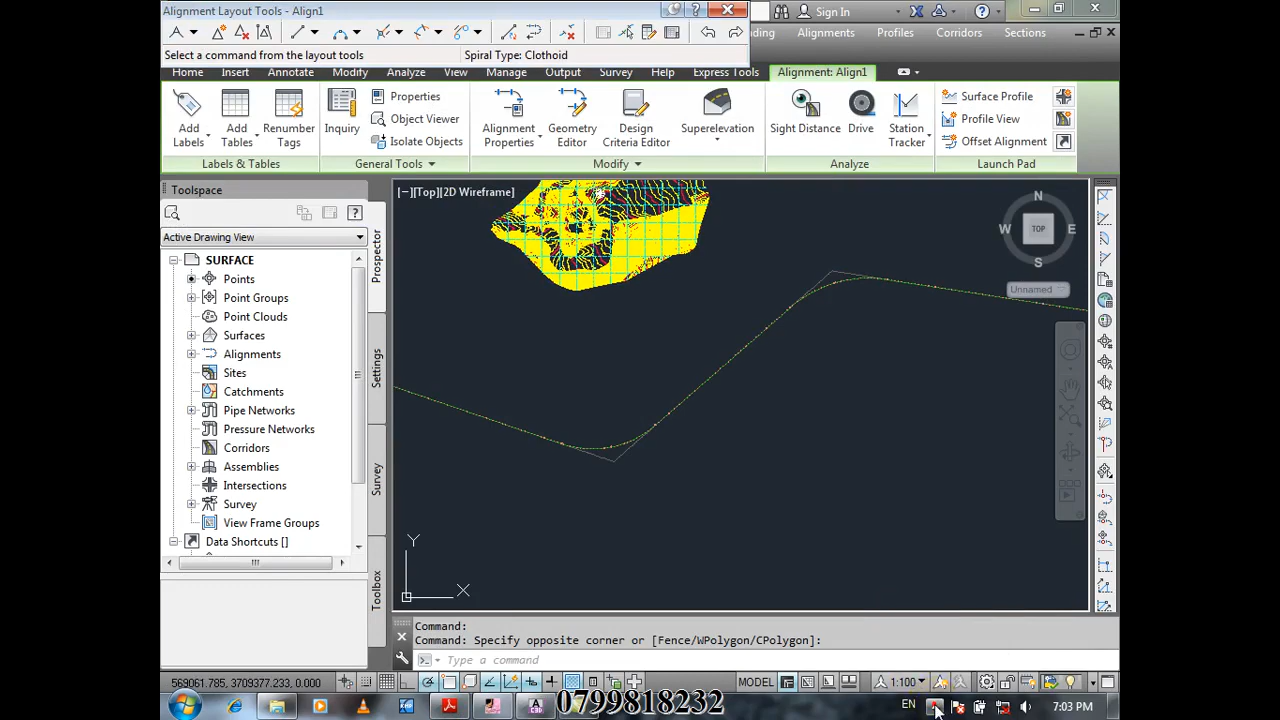 Alignment Layout Tools - Align1
Sign In
Select a command from the layout tools
Spiral Type: Clothoid
ding Alignments Profiles Corridors Sections
Home Insert Annotate Modify Analyze View Manage Output Survey Help Express Tools Alignment: Align1
Add Labels
Add Tables
Renumber Tags
Labels & Tables
Inquiry
Properties
Object Viewer
Isolate Objects
General Tools
Alignment Properties
Geometry Editor
Design Criteria Editor
Superelevation
Modify
Sight Distance
Drive
Station Tracker
Analyze
Surface Profile
Profile View
Offset Alignment
Launch Pad
Toolspace
Active Drawing View
SURFACE
Points
Point Groups
Point Clouds
Surfaces
Alignments
Sites
Catchments
Pipe Networks
Pressure Networks
Corridors
Assemblies
Intersections
Survey
View Frame Groups
Data Shortcuts []
Prospector
Settings
Survey
Toolbox
[−][Top][2D Wireframe]
N
W TOP E
S
Unnamed
Y
X
Command:
Command: Specify opposite corner or [Fence/WPolygon/CPolygon]:
Type a command
569061.785, 3709377.233, 0.000
MODEL
1:100
0799818232
EN
7:03 PM